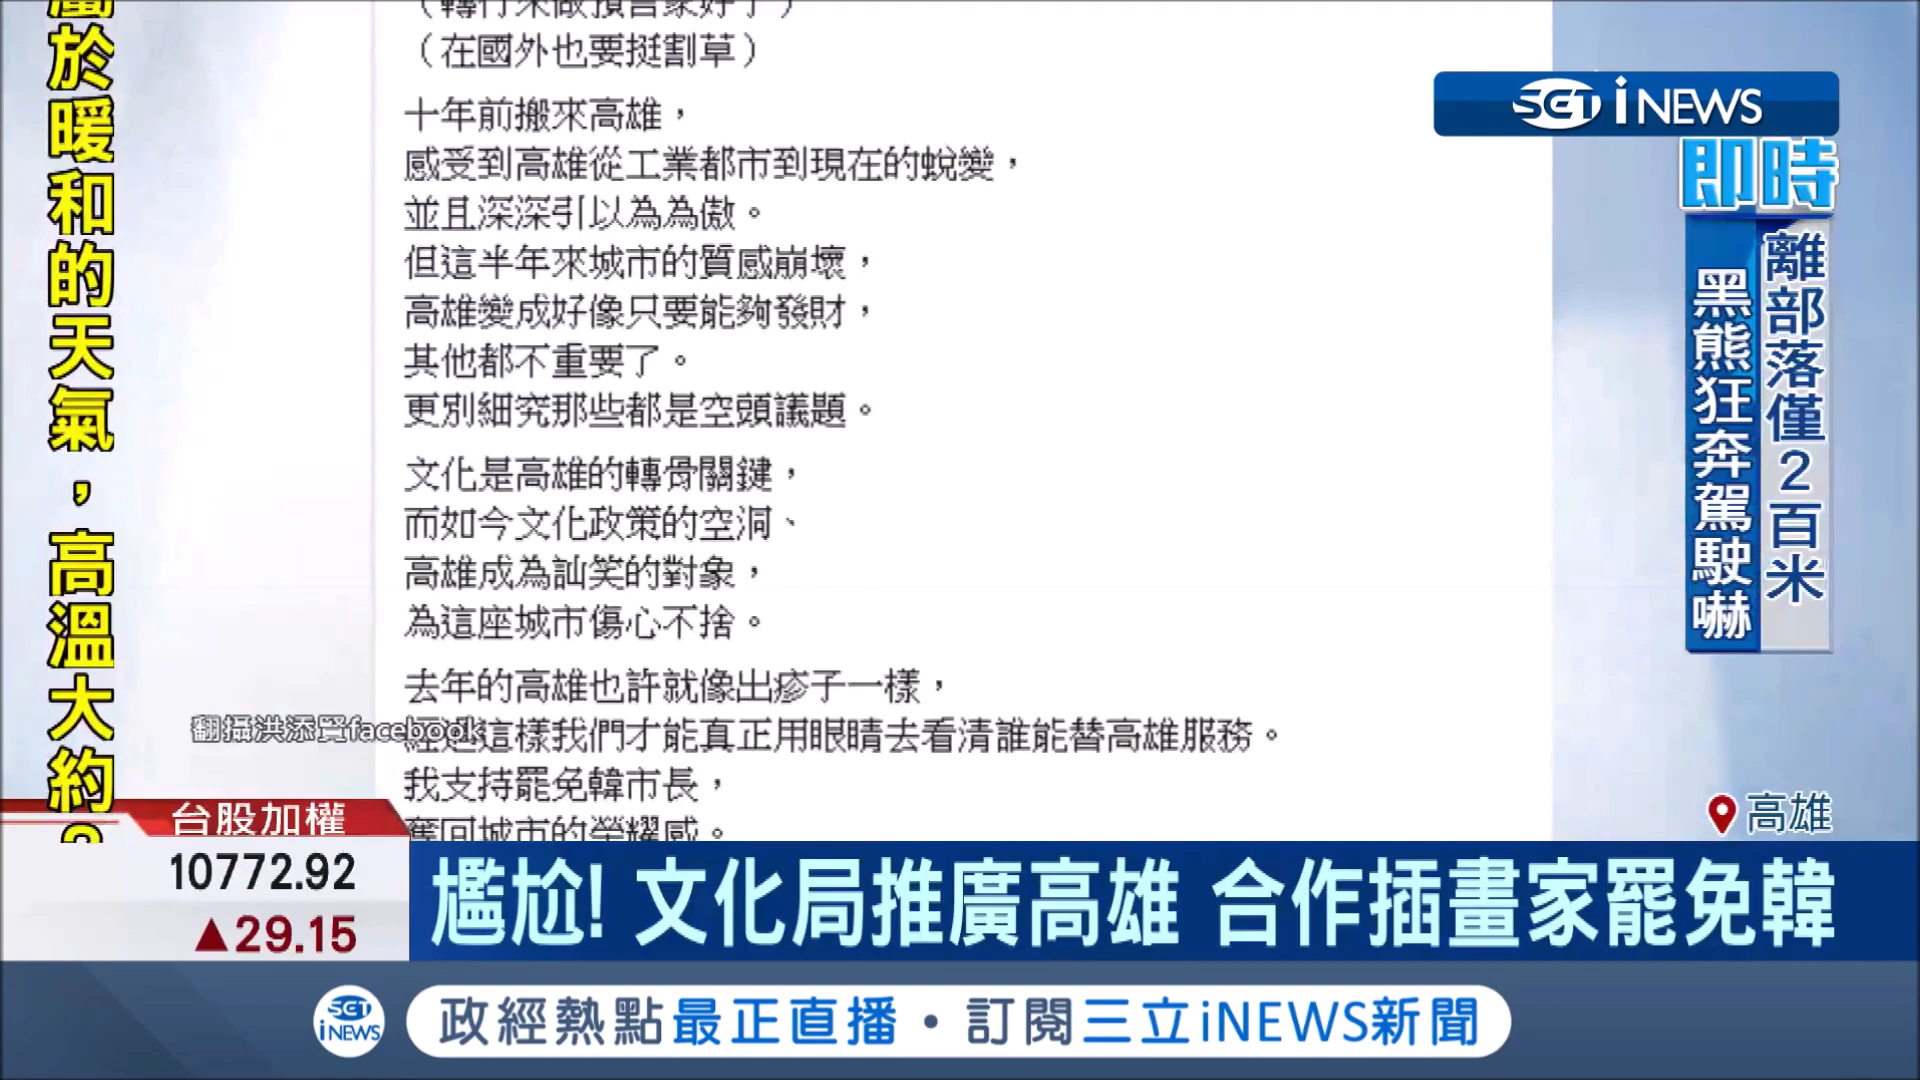 （在國外也要挺割草）
十年前搬來高雄，
感受到高雄從工業都市到現在的蛻變，
並且深深引以為為傲。
但這半年來城市的質感崩壞，
高雄變成好像只要能夠發財，
其他都不重要了。
更別細究那些都是空頭議題。
文化是高雄的轉骨關鍵，
而如今文化政策的空洞、
高雄成為訕笑的對象，
為這座城市傷心不捨。
去年的高雄也許就像出疹子一樣，
經過這樣我們才能真正用眼睛去看清誰能替高雄服務。
我支持罷免韓市長，
奪回城市的榮耀感。
翻攝洪添賢facebook
於暖和的天氣，高溫大約？
SET iNEWS
即時
離部落僅2百米
黑熊狂奔駕駛嚇
高雄
台股加權
10772.92
▲29.15
尷尬! 文化局推廣高雄 合作插畫家罷免韓
SET iNEWS
政經熱點最正直播・訂閱三立iNEWS新聞